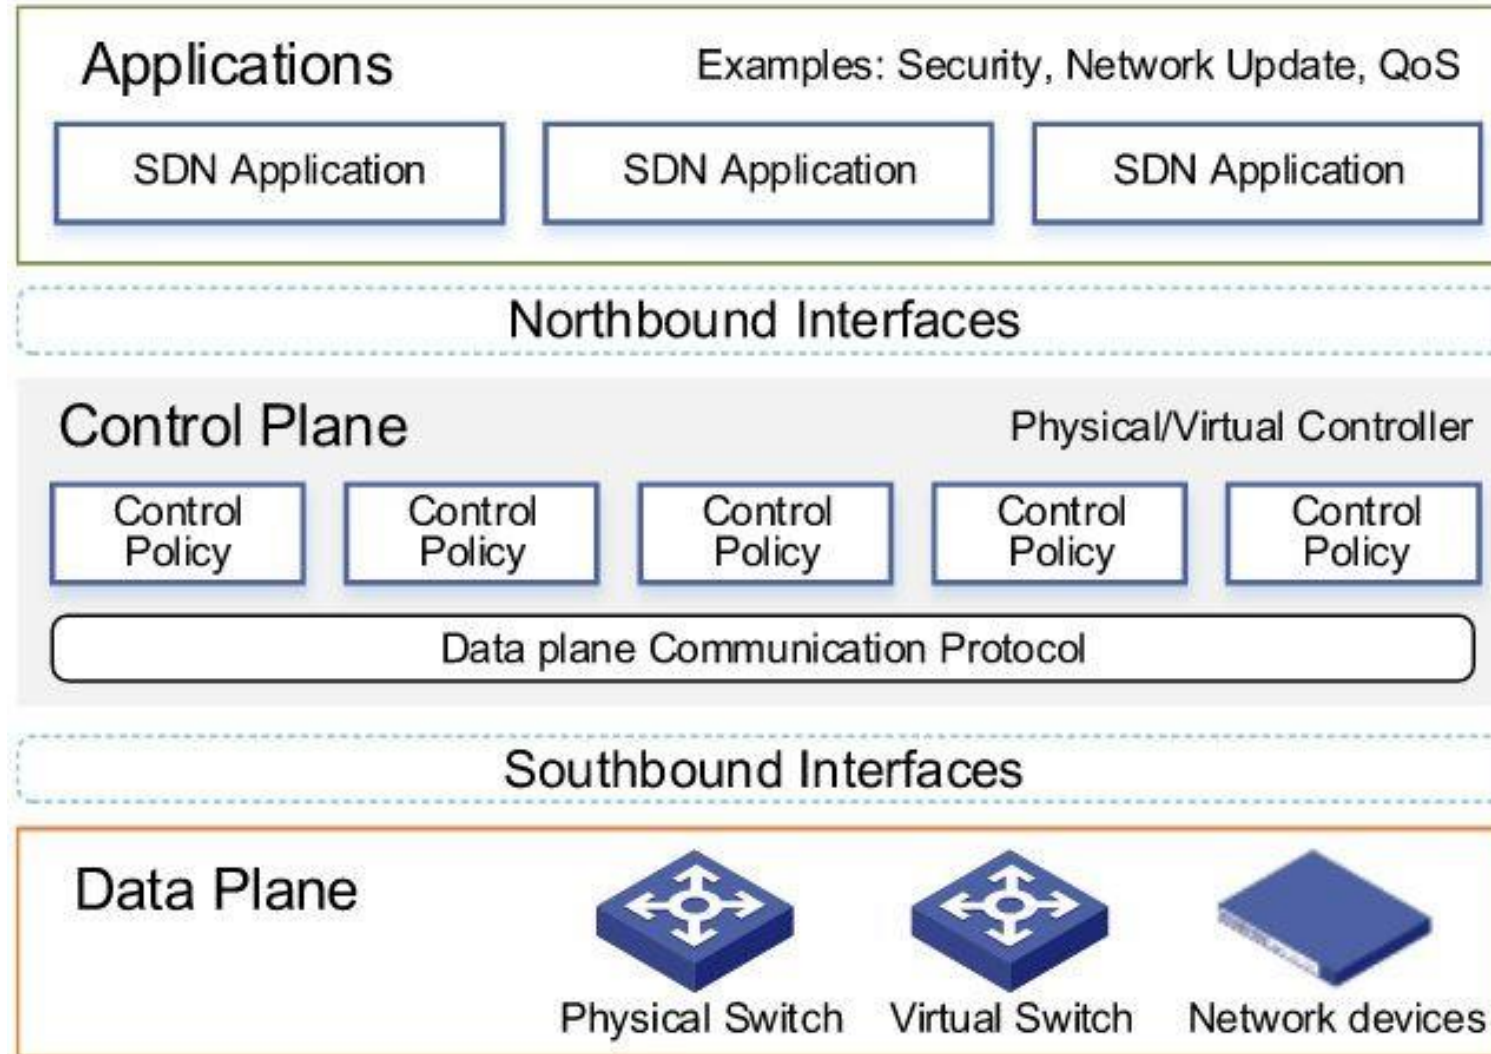 Applications
Examples: Security, Network Update, QoS
SDN Application
SDN Application
SDN Application
Northbound Interfaces
Control Plane
Physical/Virtual Controller
Control
Policy
Control
Policy
Control
Policy
Control
Policy
Control
Policy
Data plane Communication Protocol
Southbound Interfaces
Data Plane
Physical Switch
Virtual Switch
Network devices